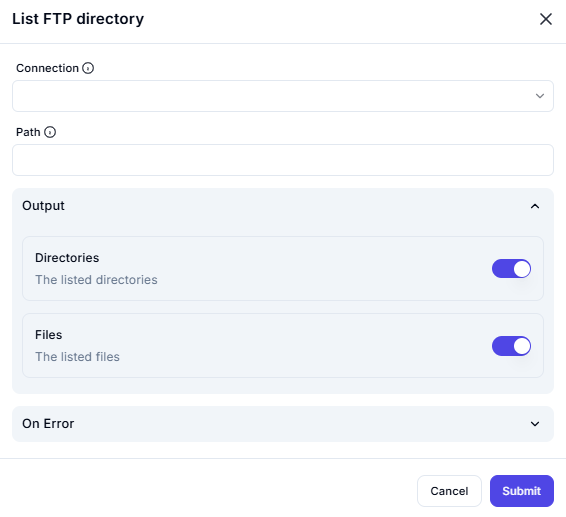 List FTP directory
Connection
Path
Output
Directories
The listed directories
Files
The listed files
On Error
Cancel
Submit